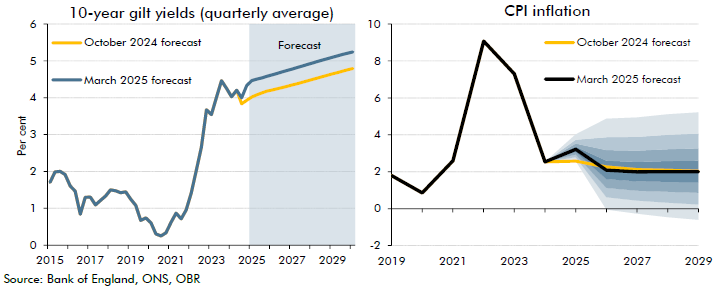 10-year gilt yields (quarterly average)
6
5
4
3
2
1
0
Per cent
October 2024 forecast
March 2025 forecast
Forecast
2015 2017 2019 2021 2023 2025 2027 2029
CPI inflation
10
8
6
4
2
0
-2
October 2024 forecast
March 2025 forecast
2019 2021 2023 2025 2027 2029
Source: Bank of England, ONS, OBR